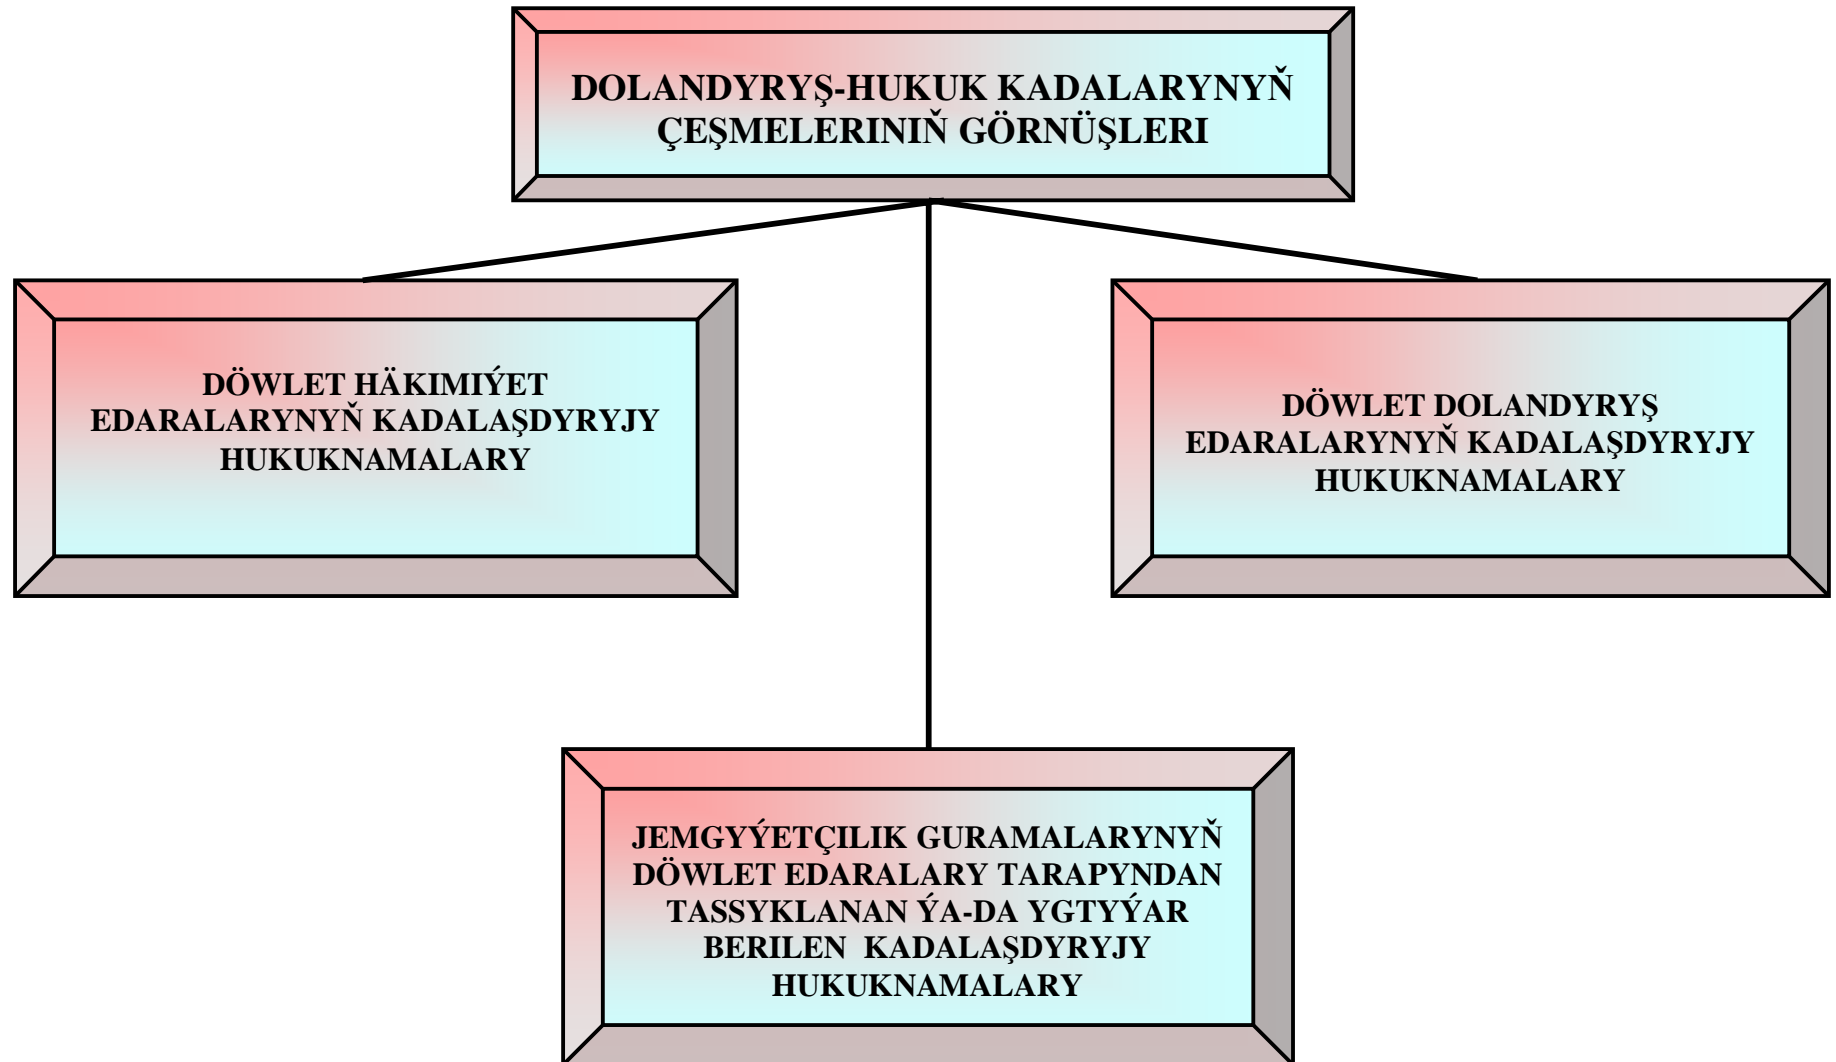 DOLANDYRYŞ-HUKUK KADALARYNYŇ
ÇEŞMELERINIŇ GÖRNÜŞLERI
DÖWLET HÄKIMIÝET
EDARALARYNYŇ KADALAŞDYRYJY
HUKUKNAMALARY
DÖWLET DOLANDYRYŞ
EDARALARYNYŇ KADALAŞDYRYJY
HUKUKNAMALARY
JEMGYÝETÇILIK GURAMALARYNYŇ
DÖWLET EDARALARY TARAPYNDAN
TASSYKLANAN ÝA-DA YGTYÝAR
BERILEN KADALAŞDYRYJY
HUKUKNAMALARY